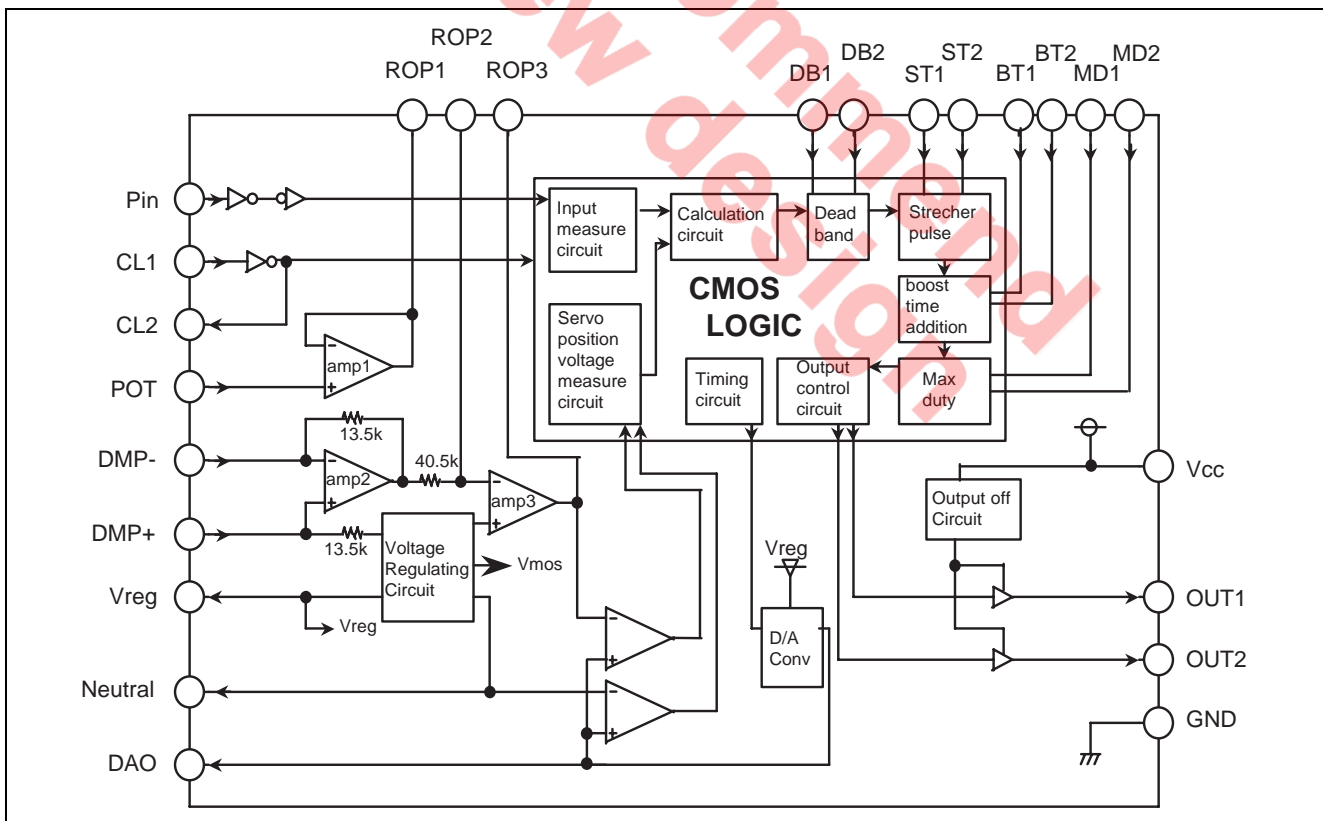 commend
w design
ROP2
ROP1
ROP3
DB1
DB2
ST1
ST2
BT1
BT2
MD1
MD2
Pin
CL1
CL2
POT
DMP-
DMP+
Vreg
Neutral
DAO
Input
measure
circuit
Calculation
circuit
Dead
band
Strecher
pulse
CMOS
LOGIC
boost
time
addition
Servo
position
voltage
measure
circuit
Timing
circuit
Output
control
circuit
Max
duty
amp1
13.5k
amp2
40.5k
amp3
13.5k
Voltage
Regulating
Circuit
Vmos
Vreg
Vreg
D/A
Conv
Output off
Circuit
Vcc
OUT1
OUT2
GND